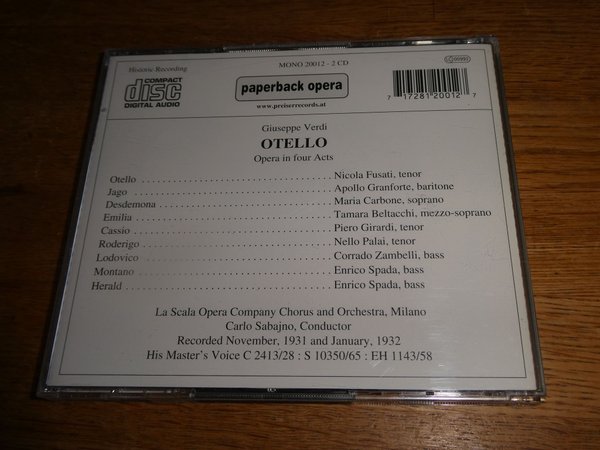 Historic Recording
MONO 20012 - 2 CD
COMPACT
disc
DIGITAL AUDIO
paperback opera
www.preiserrecords.at
7 17281 20012 7
Giuseppe Verdi
OTELLO
Opera in four Acts
Otello Nicola Fusati, tenor
Jago Apollo Granforte, baritone
Desdemona Maria Carbone, soprano
Emilia Tamara Beltacchi, mezzo-soprano
Cassio Piero Girardi, tenor
Roderigo Nello Palai, tenor
Lodovico Corrado Zambelli, bass
Montano Enrico Spada, bass
Herald Enrico Spada, bass
La Scala Opera Company Chorus and Orchestra, Milano
Carlo Sabajno, Conductor
Recorded November, 1931 and January, 1932
His Master's Voice C 2413/28 : S 10350/65 : EH 1143/58